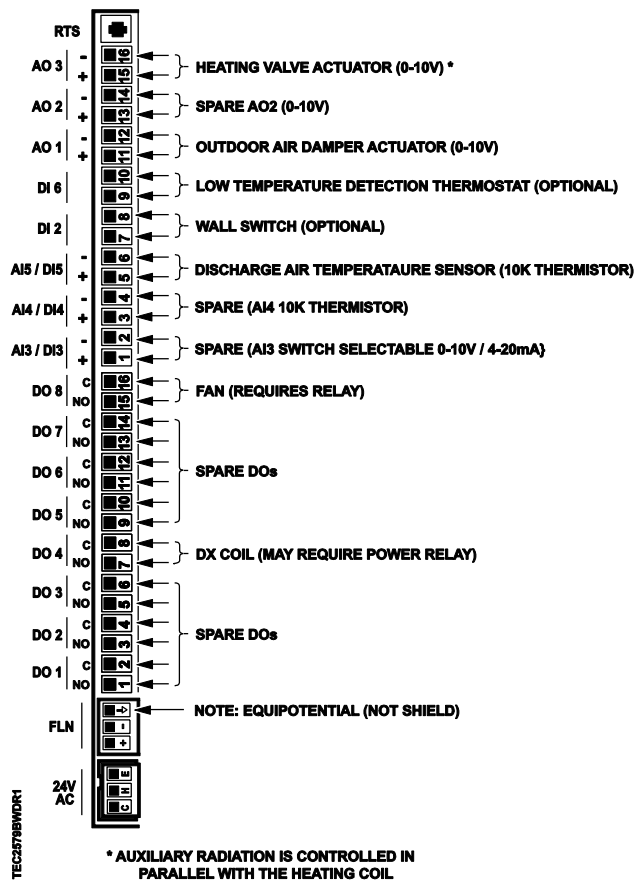 RTS
AO 3 - 16 HEATING VALVE ACTUATOR (0-10V) *
+ 15
AO 2 - 14 SPARE AO2 (0-10V)
+ 13
AO 1 - 12 OUTDOOR AIR DAMPER ACTUATOR (0-10V)
+ 11
DI 6 10 LOW TEMPERATURE DETECTION THERMOSTAT (OPTIONAL)
9
DI 2 8 WALL SWITCH (OPTIONAL)
7
AI5 / DI5 - 6 DISCHARGE AIR TEMPERATAURE SENSOR (10K THERMISTOR)
+ 5
AI4 / DI4 - 4 SPARE (AI4 10K THERMISTOR)
+ 3
AI3 / DI3 - 2 SPARE (AI3 SWITCH SELECTABLE 0-10V / 4-20mA}
+ 1
DO 8 C 16 FAN (REQUIRES RELAY)
NO 15
DO 7 C 14
NO 13
DO 6 C 12 SPARE DOs
NO 11
DO 5 C 10
NO 9
DO 4 C 8 DX COIL (MAY REQUIRE POWER RELAY)
NO 7
DO 3 C 6
NO 5
DO 2 C 4 SPARE DOs
NO 3
DO 1 C 2
NO 1
NOTE: EQUIPOTENTIAL (NOT SHIELD)
FLN -
+
24V AC E
H
C
TEC2579BWDR1
* AUXILIARY RADIATION IS CONTROLLED IN
PARALLEL WITH THE HEATING COIL